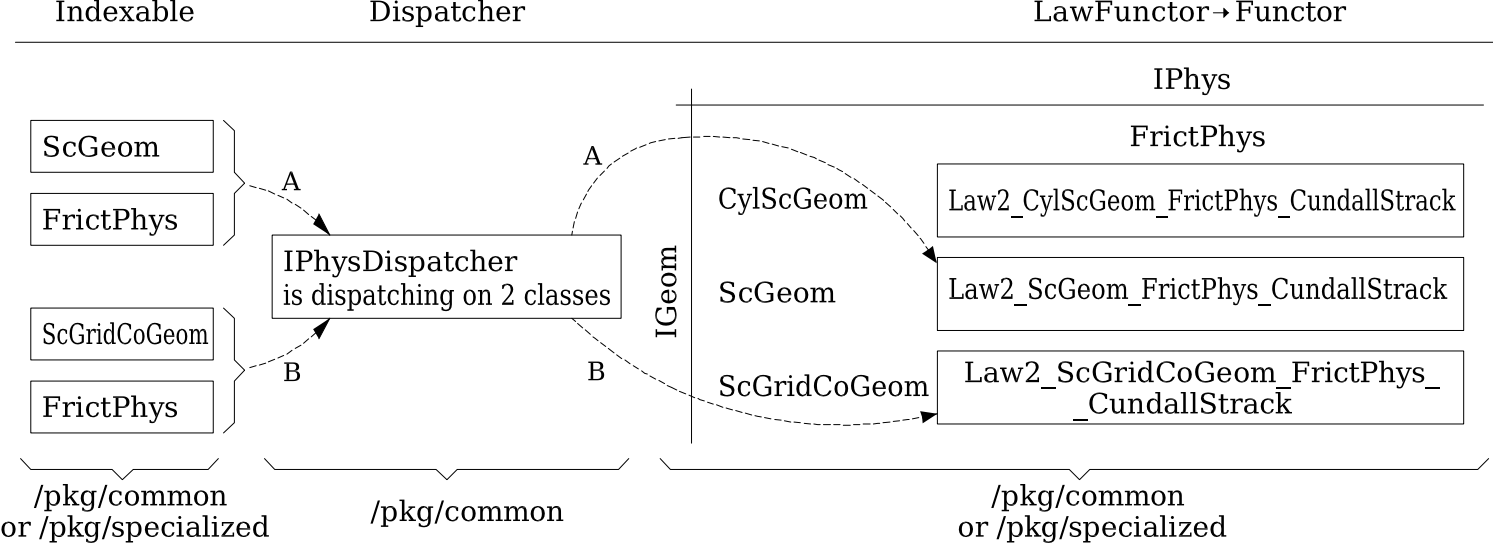 Indexable
Dispatcher
LawFunctor→Functor
IPhys
FrictPhys
ScGeom
FrictPhys
A
ScGridCoGeom
FrictPhys
B
IPhysDispatcher
is dispatching on 2 classes
A
B
IGeom
CylScGeom
Law2_CylScGeom_FrictPhys_CundallStrack
ScGeom
Law2_ScGeom_FrictPhys_CundallStrack
ScGridCoGeom
Law2_ScGridCoGeom_FrictPhys_
_CundallStrack
/pkg/common
or /pkg/specialized
/pkg/common
/pkg/common
or /pkg/specialized